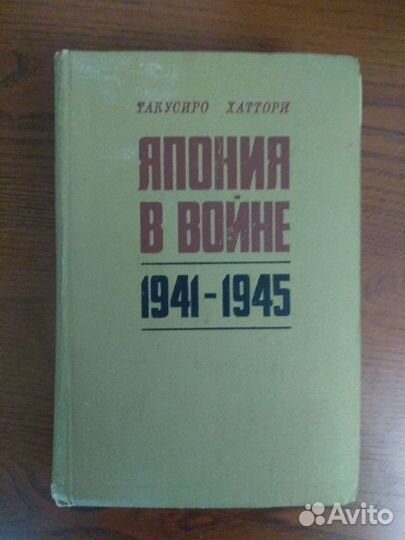 ТАКУСИРО ХАТТОРИ
ЯПОНИЯ
В ВОЙНЕ
1941-1945
Avito